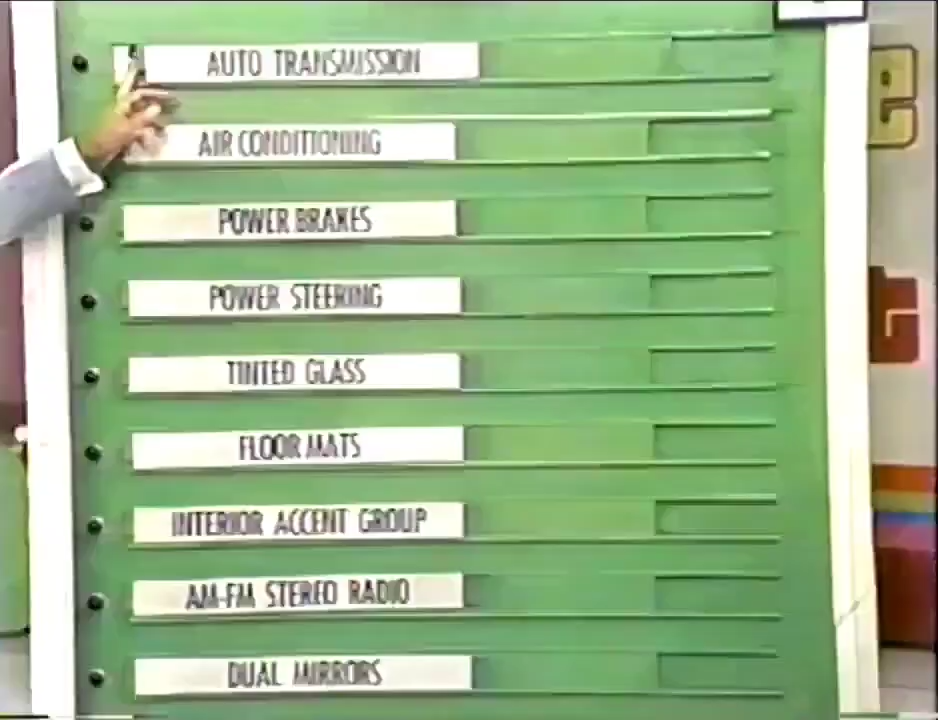 AUTO TRANSMISSION
AIR CONDITIONING
POWER BRAKES
POWER STEERING
TINTED GLASS
FLOOR MATS
INTERIOR ACCENT GROUP
AM-FM STEREO RADIO
DUAL MIRRORS
e
t